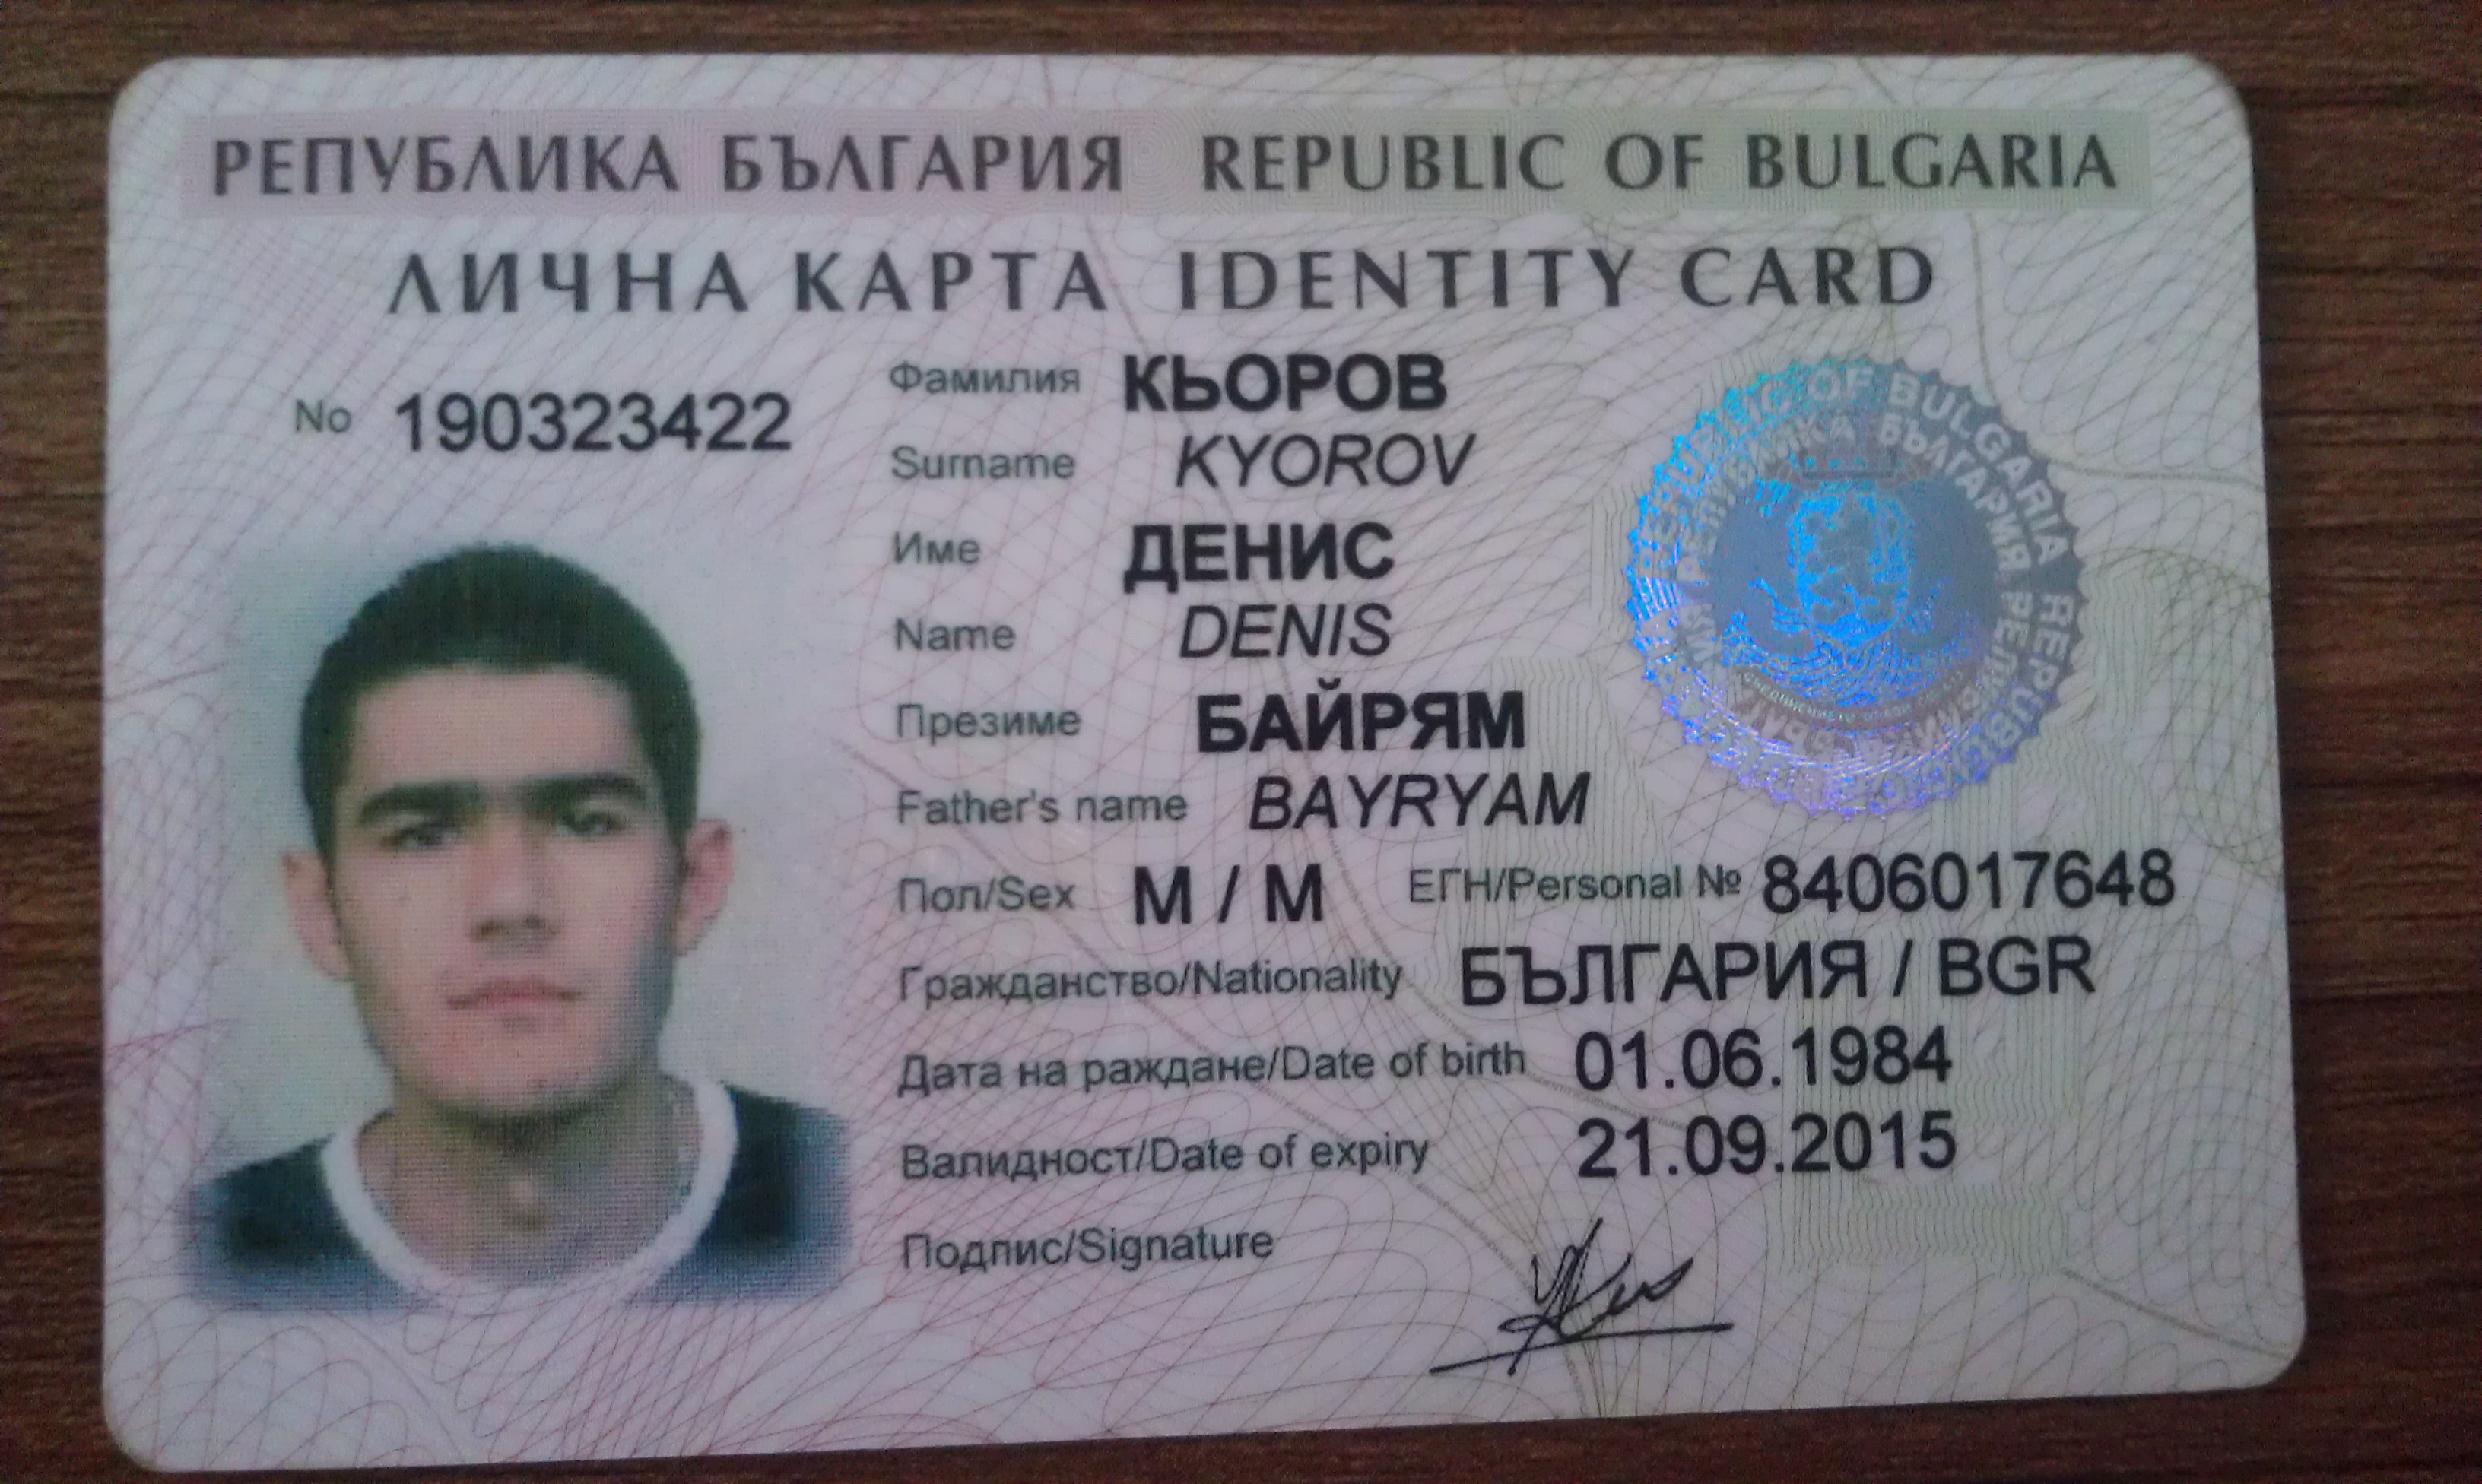 РЕПУБЛИКА БЪЛГАРИЯ REPUBLIC OF BULGARIA
ЛИЧНА КАРТА IDENTITY CARD
No 190323422
Фамилия КЬОРОВ
Surname KYOROV
Име ДЕНИС
Name DENIS
Презиме БАЙРЯМ
Father's name BAYRYAM
Пол/Sex М / M ЕГН/Personal № 8406017648
Гражданство/Nationality БЪЛГАРИЯ / BGR
Дата на раждане/Date of birth 01.06.1984
Валидност/Date of expiry 21.09.2015
Подпис/Signature
REPUBLIC OF BULGARIA
РЕПУБЛИКА БЪЛГАРИЯ